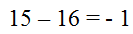 15 – 16 = - 1